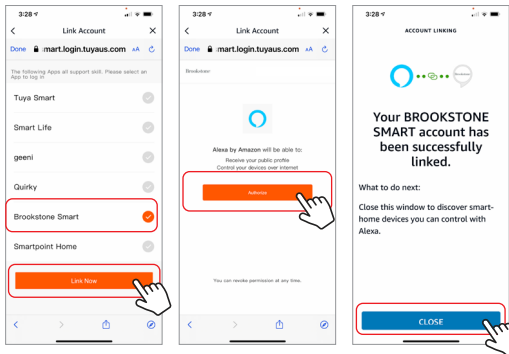 3:28
Link Account
Done
mart.login.tuyaus.com
AA
The following Apps all support skill. Please select an
App to log in
Tuya Smart
Smart Life
geeni
Quirky
Brookstone Smart
Smartpoint Home
Link Now
3:28
Link Account
Done
mart.login.tuyaus.com
AA
Brookstone
Alexa by Amazon will be able to:
Receive your public profile
Control your devices over internet
Authorize
You can revoke permission at any time.
3:28
ACCOUNT LINKING
Your BROOKSTONE
SMART account has
been successfully
linked.
What to do next:
Close this window to discover smart-
home devices you can control with
Alexa.
CLOSE